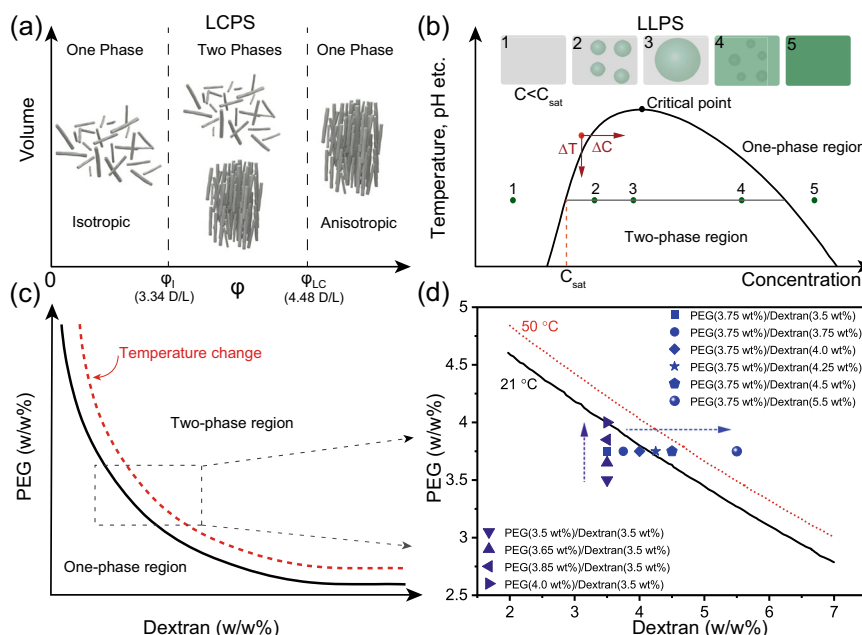 (a)
LCPS
One Phase
Two Phases
One Phase
Volume
Isotropic
Anisotropic
0
φI
(3.34 D/L)
φ
φLC
(4.48 D/L)
(b)
LLPS
1
2
3
4
5
C<Csat
Critical point
Temperature, pH etc.
ΔT
ΔC
One-phase region
1
2
3
4
5
Two-phase region
Csat
Concentration
(c)
Temperature change
Two-phase region
PEG (w/w%)
One-phase region
Dextran (w/w%)
(d)
5
4.5
4
3.5
3
2.5
PEG (w/w%)
50 °C
21 °C
PEG(3.75 wt%)/Dextran(3.5 wt%)
PEG(3.75 wt%)/Dextran(3.75 wt%)
PEG(3.75 wt%)/Dextran(4.0 wt%)
PEG(3.75 wt%)/Dextran(4.25 wt%)
PEG(3.75 wt%)/Dextran(4.5 wt%)
PEG(3.75 wt%)/Dextran(5.5 wt%)
PEG(3.5 wt%)/Dextran(3.5 wt%)
PEG(3.65 wt%)/Dextran(3.5 wt%)
PEG(3.85 wt%)/Dextran(3.5 wt%)
PEG(4.0 wt%)/Dextran(3.5 wt%)
2
3
4
5
6
7
Dextran (w/w%)